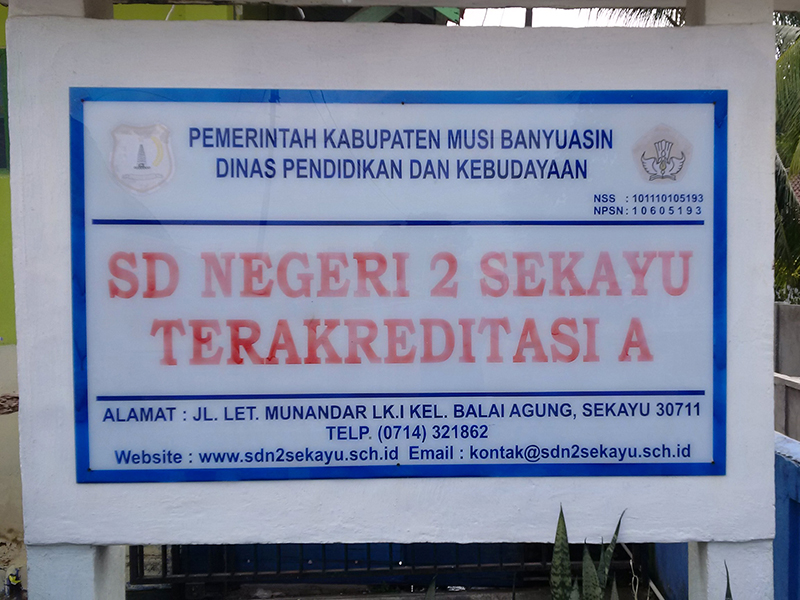 PEMERINTAH KABUPATEN MUSI BANYUASIN
DINAS PENDIDIKAN DAN KEBUDAYAAN
NSS : 101110105193
NPSN : 10605193
SD NEGERI 2 SEKAYU
TERAKREDITASI A
ALAMAT : JL. LET. MUNANDAR LK.I KEL. BALAI AGUNG, SEKAYU 30711
TELP. (0714) 321862
Website : www.sdn2sekayu.sch.id Email : kontak@sdn2sekayu.sch.id